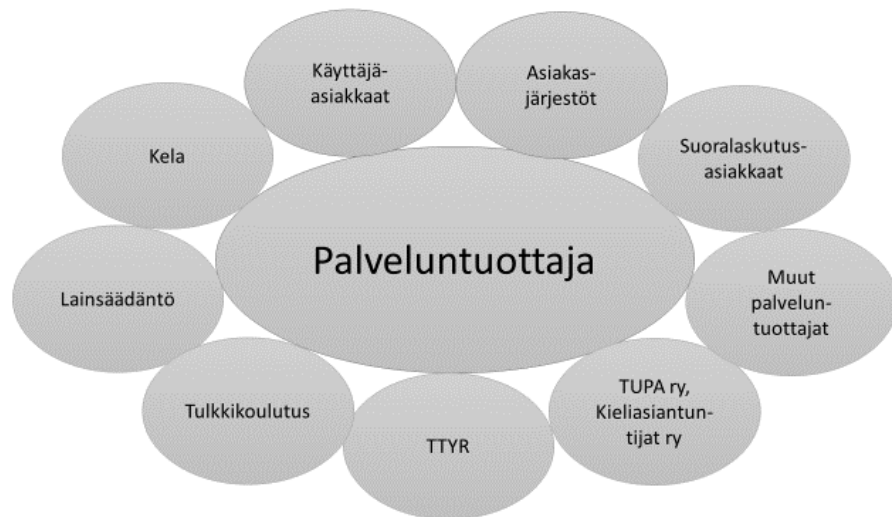 Käyttäjä-
asiakkaat
Asiakas-
järjestöt
Kela
Suoralaskutus-
asiakkaat
Palveluntuottaja
Lainsäädäntö
Muut
palvelun-
tuottajat
Tulkkikoulutus
TTYR
TUPA ry,
Kieliasiantun-
tijat ry